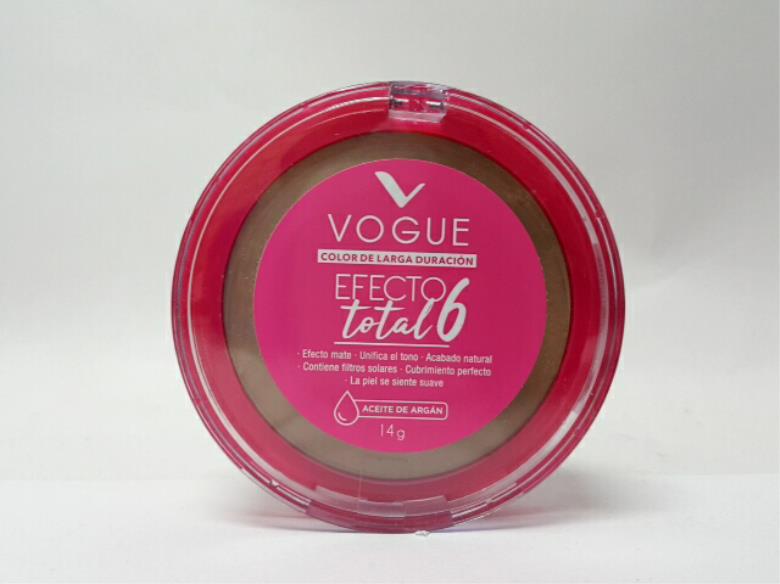 VOGUE
COLOR DE LARGA DURACIÓN
EFECTO
total 6
· Efecto mate · Unifica el tono · Acabado natural
· Contiene filtros solares · Cubrimiento perfecto
· La piel se siente suave
ACEITE DE ARGÁN
14g